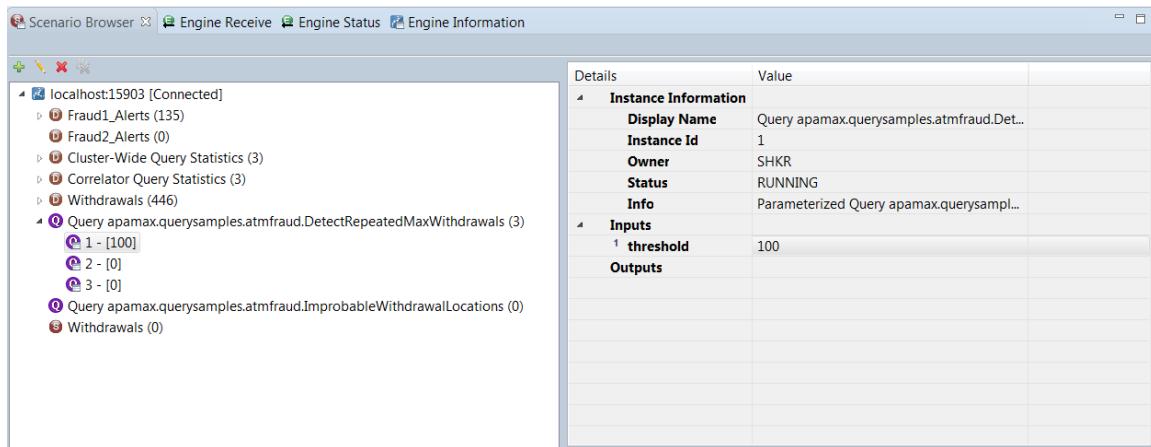 Scenario Browser Engine Receive Engine Status Engine Information
localhost:15903 [Connected]
Fraud1_Alerts (135)
Fraud2_Alerts (0)
Cluster-Wide Query Statistics (3)
Correlator Query Statistics (3)
Withdrawals (446)
Query apamax.querysamples.atmfraud.DetectRepeatedMaxWithdrawals (3)
1 - [100]
2 - [0]
3 - [0]
Query apamax.querysamples.atmfraud.ImprobableWithdrawalLocations (0)
Withdrawals (0)
Details Value
Instance Information
Display Name Query apamax.querysamples.atmfraud.Det...
Instance Id 1
Owner SHKR
Status RUNNING
Info Parameterized Query apamax.querysampl...
Inputs
1 threshold 100
Outputs